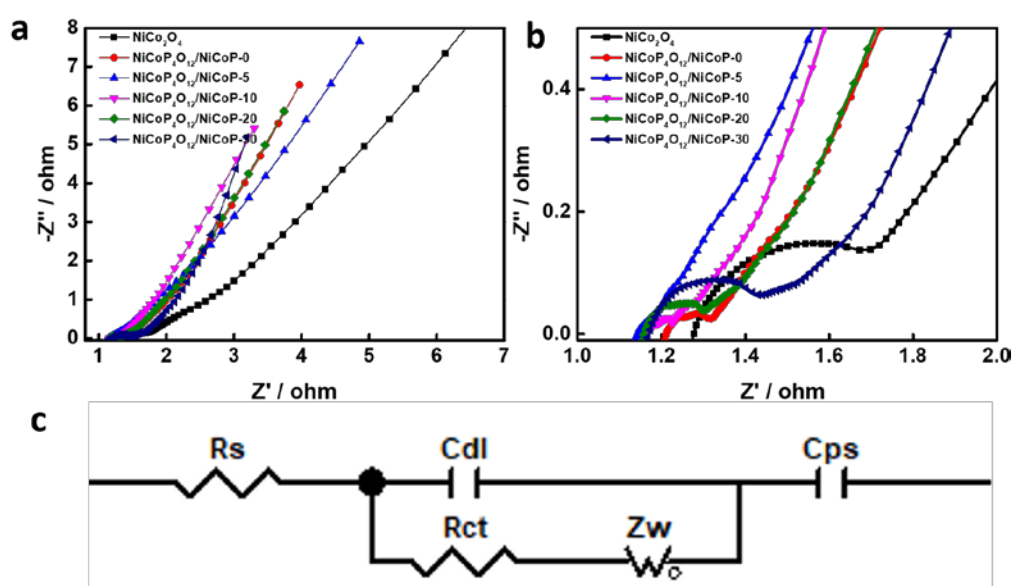 a
8
7
6
5
4
3
2
1
0
-Z'' / ohm
NiCo₂O₄
NiCoP₄O₁₂/NiCoP-0
NiCoP₄O₁₂/NiCoP-5
NiCoP₄O₁₂/NiCoP-10
NiCoP₄O₁₂/NiCoP-20
1 2 3 4 5 6 7
Z' / ohm
b
0.4
0.2
0.0
-Z'' / ohm
NiCo₂O₄
NiCoP₄O₁₂/NiCoP-0
NiCoP₄O₁₂/NiCoP-5
NiCoP₄O₁₂/NiCoP-10
NiCoP₄O₁₂/NiCoP-20
NiCoP₄O₁₂/NiCoP-30
1.0 1.2 1.4 1.6 1.8 2.0
Z' / ohm
c
Rs Cdl Cps
Rct Zw